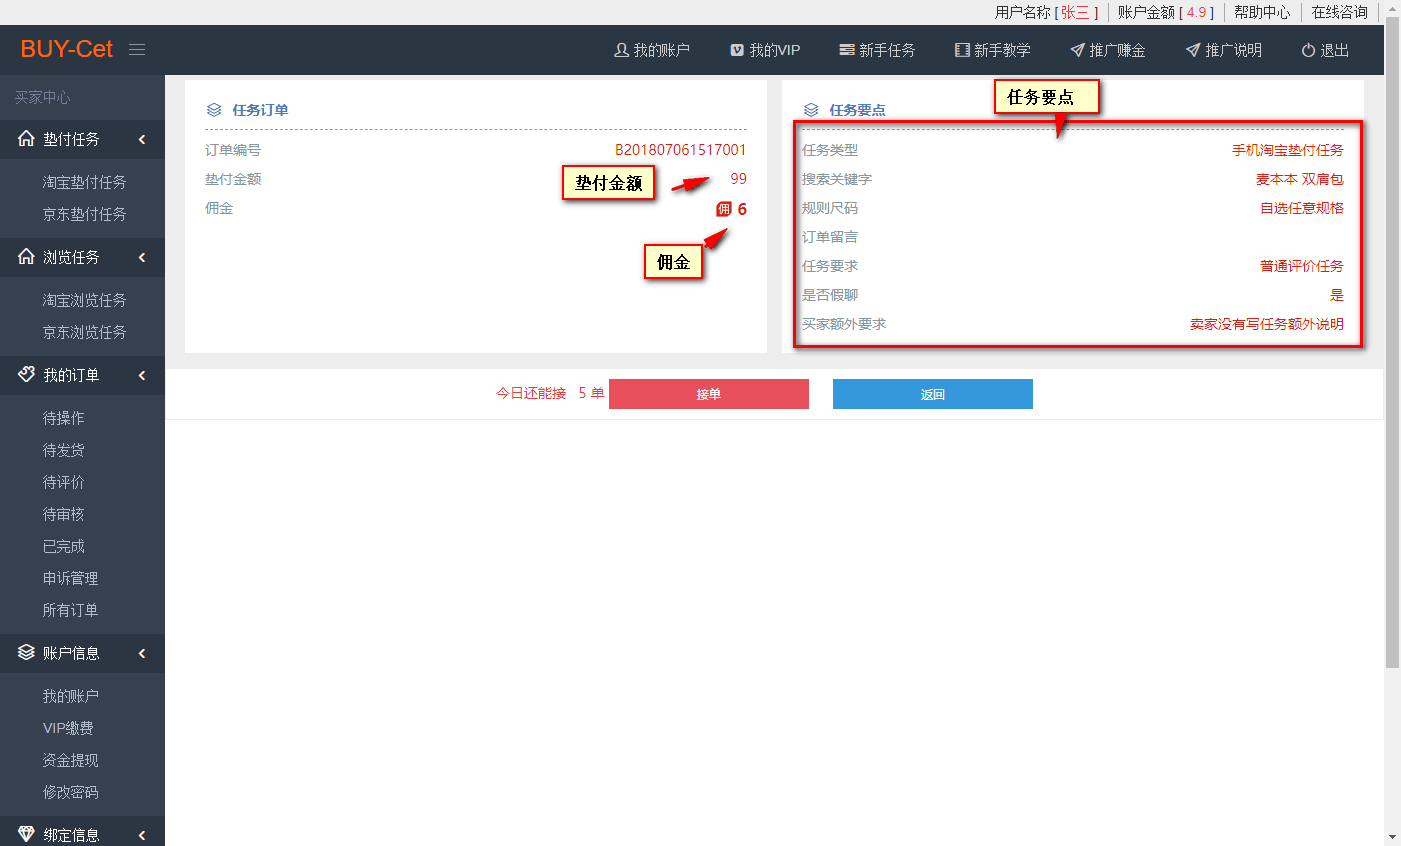 用户名称 [ 张三 ] 账户金额 [ 4.9 ] 帮助中心 在线咨询
BUY-Cet 我的账户 我的VIP 新手任务 新手教学 推广赚金 推广说明 退出
买家中心
垫付任务
淘宝垫付任务
京东垫付任务
浏览任务
淘宝浏览任务
京东浏览任务
我的订单
待操作
待发货
待评价
待审核
已完成
申诉管理
所有订单
账户信息
我的账户
VIP缴费
资金提现
修改密码
绑定信息
任务订单
订单编号 B201807061517001
垫付金额 垫付金额 99
佣金 佣 6
佣金
任务要点
任务要点
任务类型 手机淘宝垫付任务
搜索关键字 麦本本 双肩包
规则尺码 自选任意规格
订单留言
任务要求 普通评价任务
是否假聊 是
买家额外要求 卖家没有写任务额外说明
今日还能接 5 单 接单 返回